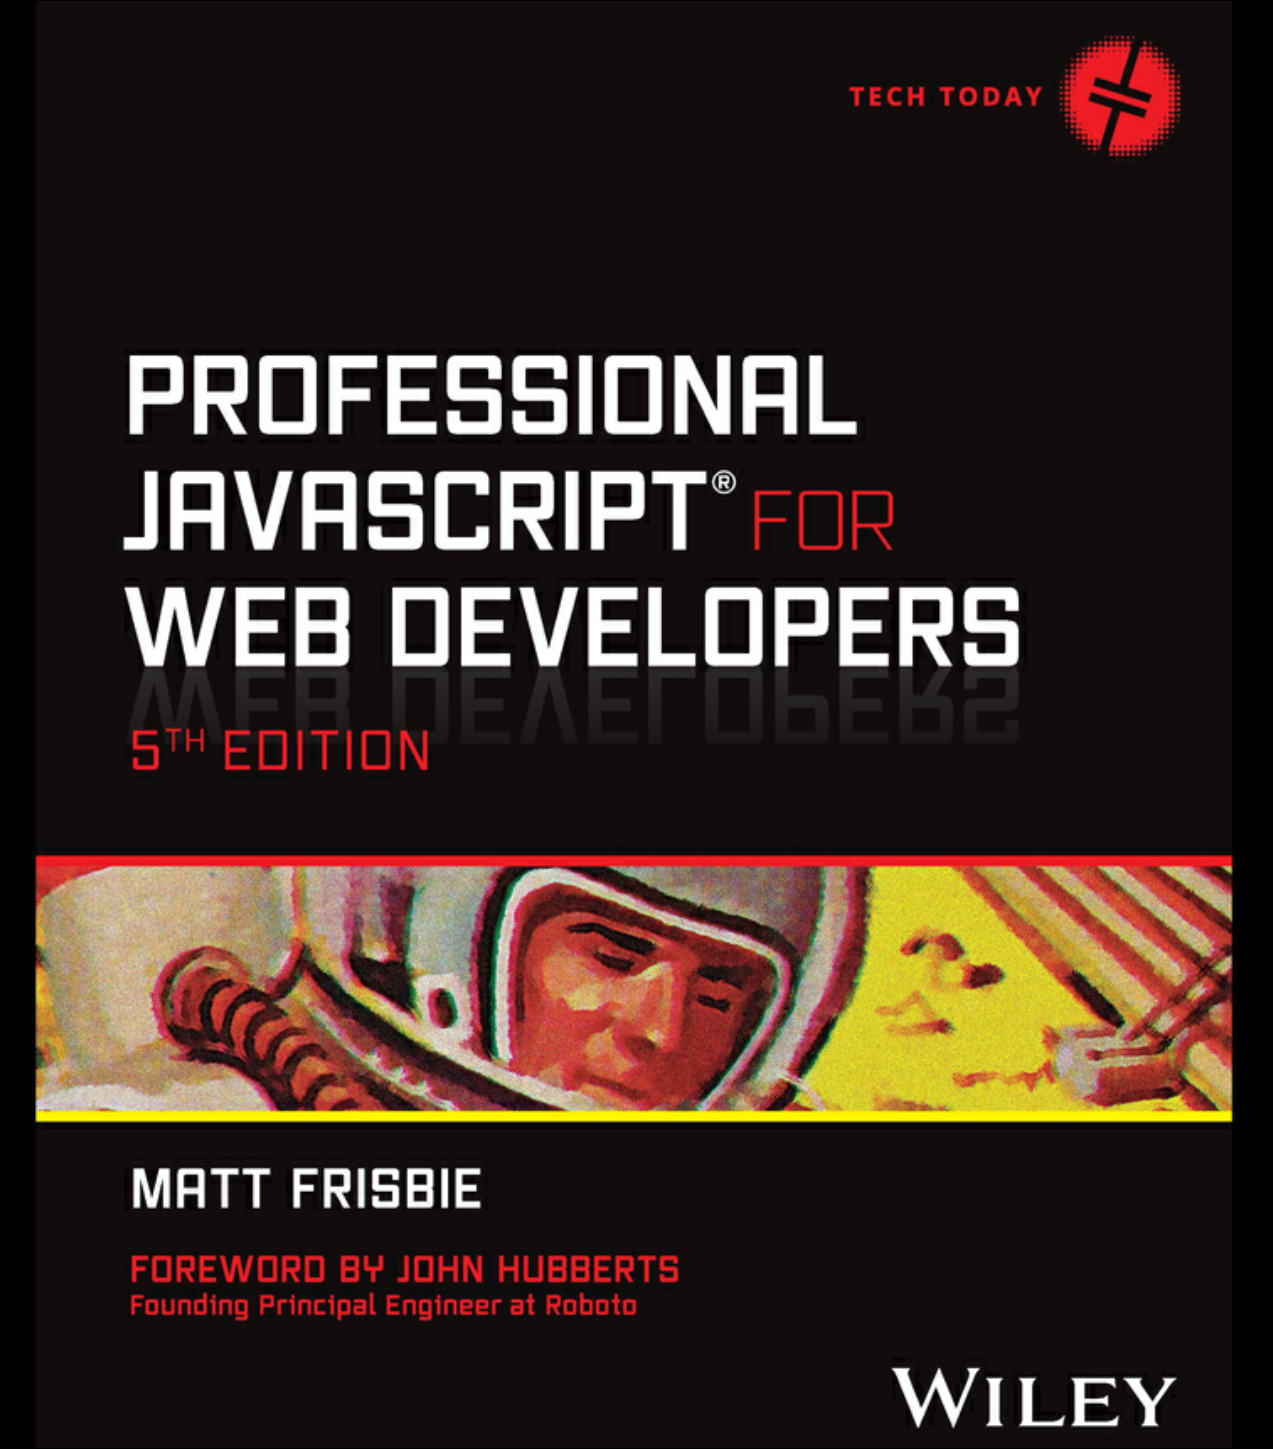 TECH TODAY
PROFESSIONAL
JAVASCRIPT® FOR
WEB DEVELOPERS
5TH EDITION
MATT FRISBIE
FOREWORD BY JOHN HUBBERTS
Founding Principal Engineer at Roboto
WILEY